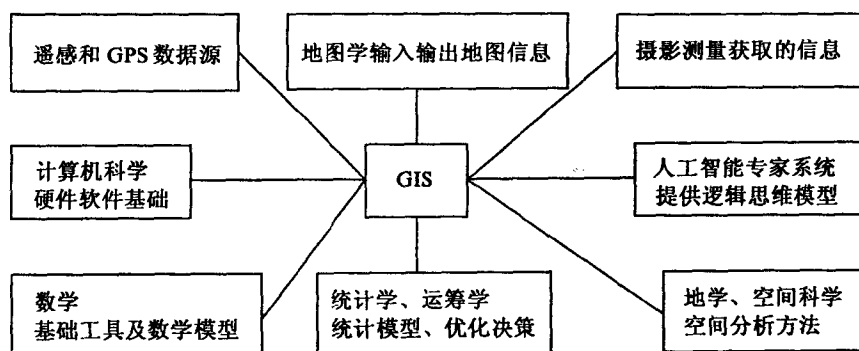 遥感和 GPS 数据源
地图学输入输出地图信息
摄影测量获取的信息
计算机科学
硬件软件基础
GIS
人工智能专家系统
提供逻辑思维模型
数学
基础工具及数学模型
统计学、运筹学
统计模型、优化决策
地学、空间科学
空间分析方法